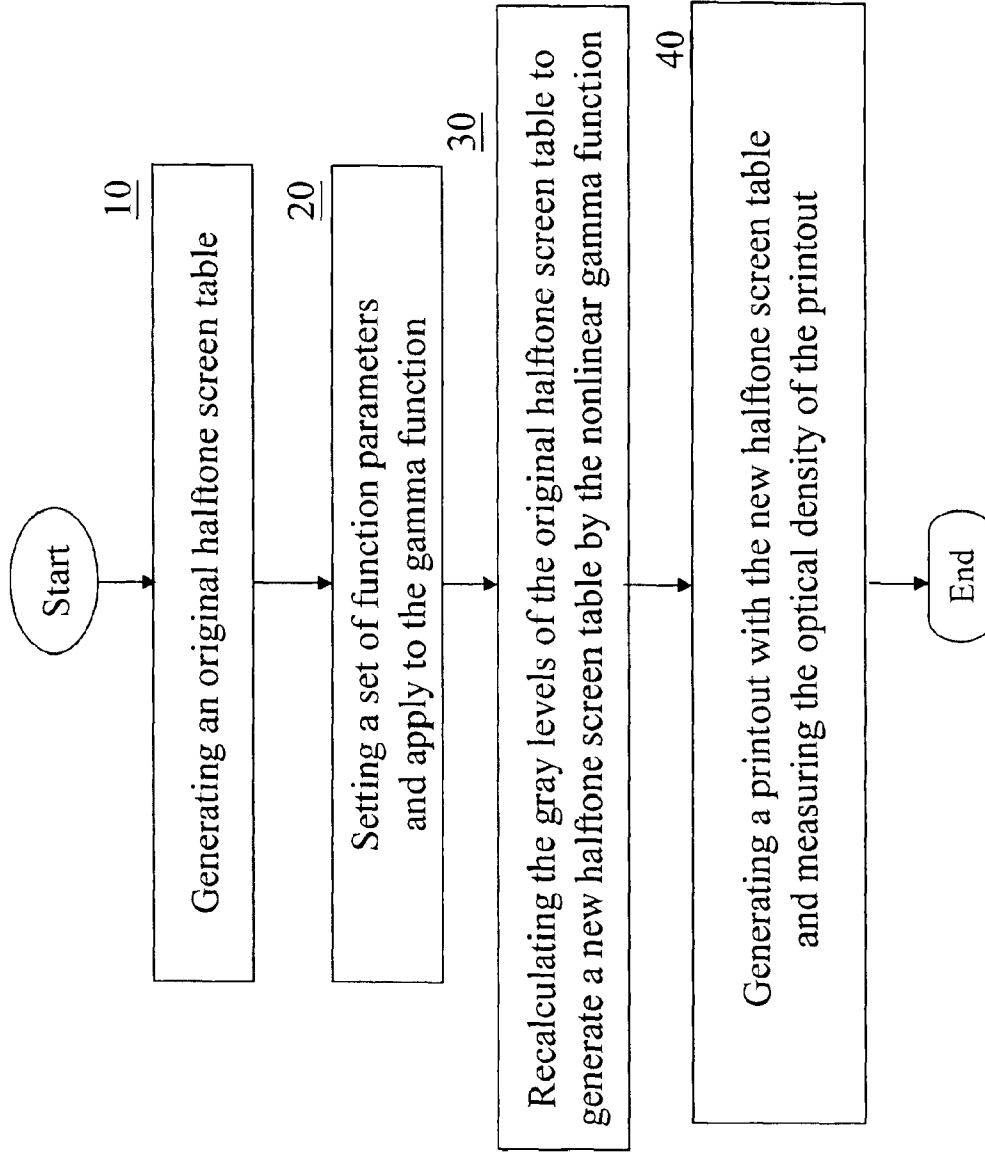 Start
10
Generating an original halftone screen table
20
Setting a set of function parameters
and apply to the gamma function
30
Recalculating the gray levels of the original halftone screen table to
generate a new halftone screen table by the nonlinear gamma function
40
Generating a printout with the new halftone screen table
and measuring the optical density of the printout
End